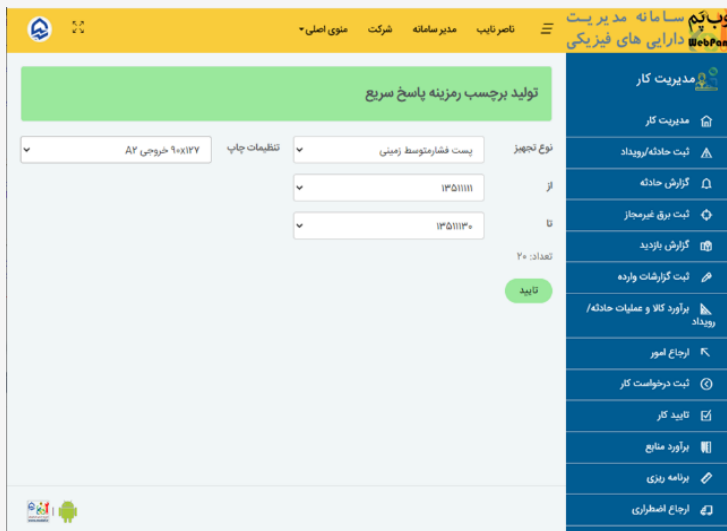 وب‌پَم سامانه مدیریت
WebPam دارایی های فیزیکی
ناصر نایب
مدیر سامانه
شرکت
منوی اصلی
مدیریت کار
مدیریت کار
ثبت حادثه/رویداد
گزارش حادثه
ثبت برق غیرمجاز
گزارش بازدید
ثبت گزارشات وارده
برآورد کالا و عملیات حادثه/
رویداد
ارجاع امور
ثبت درخواست کار
تایید کار
برآورد منابع
برنامه ریزی
ارجاع اضطراری
تولید برچسب رمزینه پاسخ سریع
نوع تجهیز
پست فشارمتوسط زمینی
تنظیمات چاپ
۹۰x۱۲۷ خروجی A۲
از
۱۳۵۱۱۱۱۱
تا
۱۳۵۱۱۱۳۰
تعداد: ۲۰
تایید